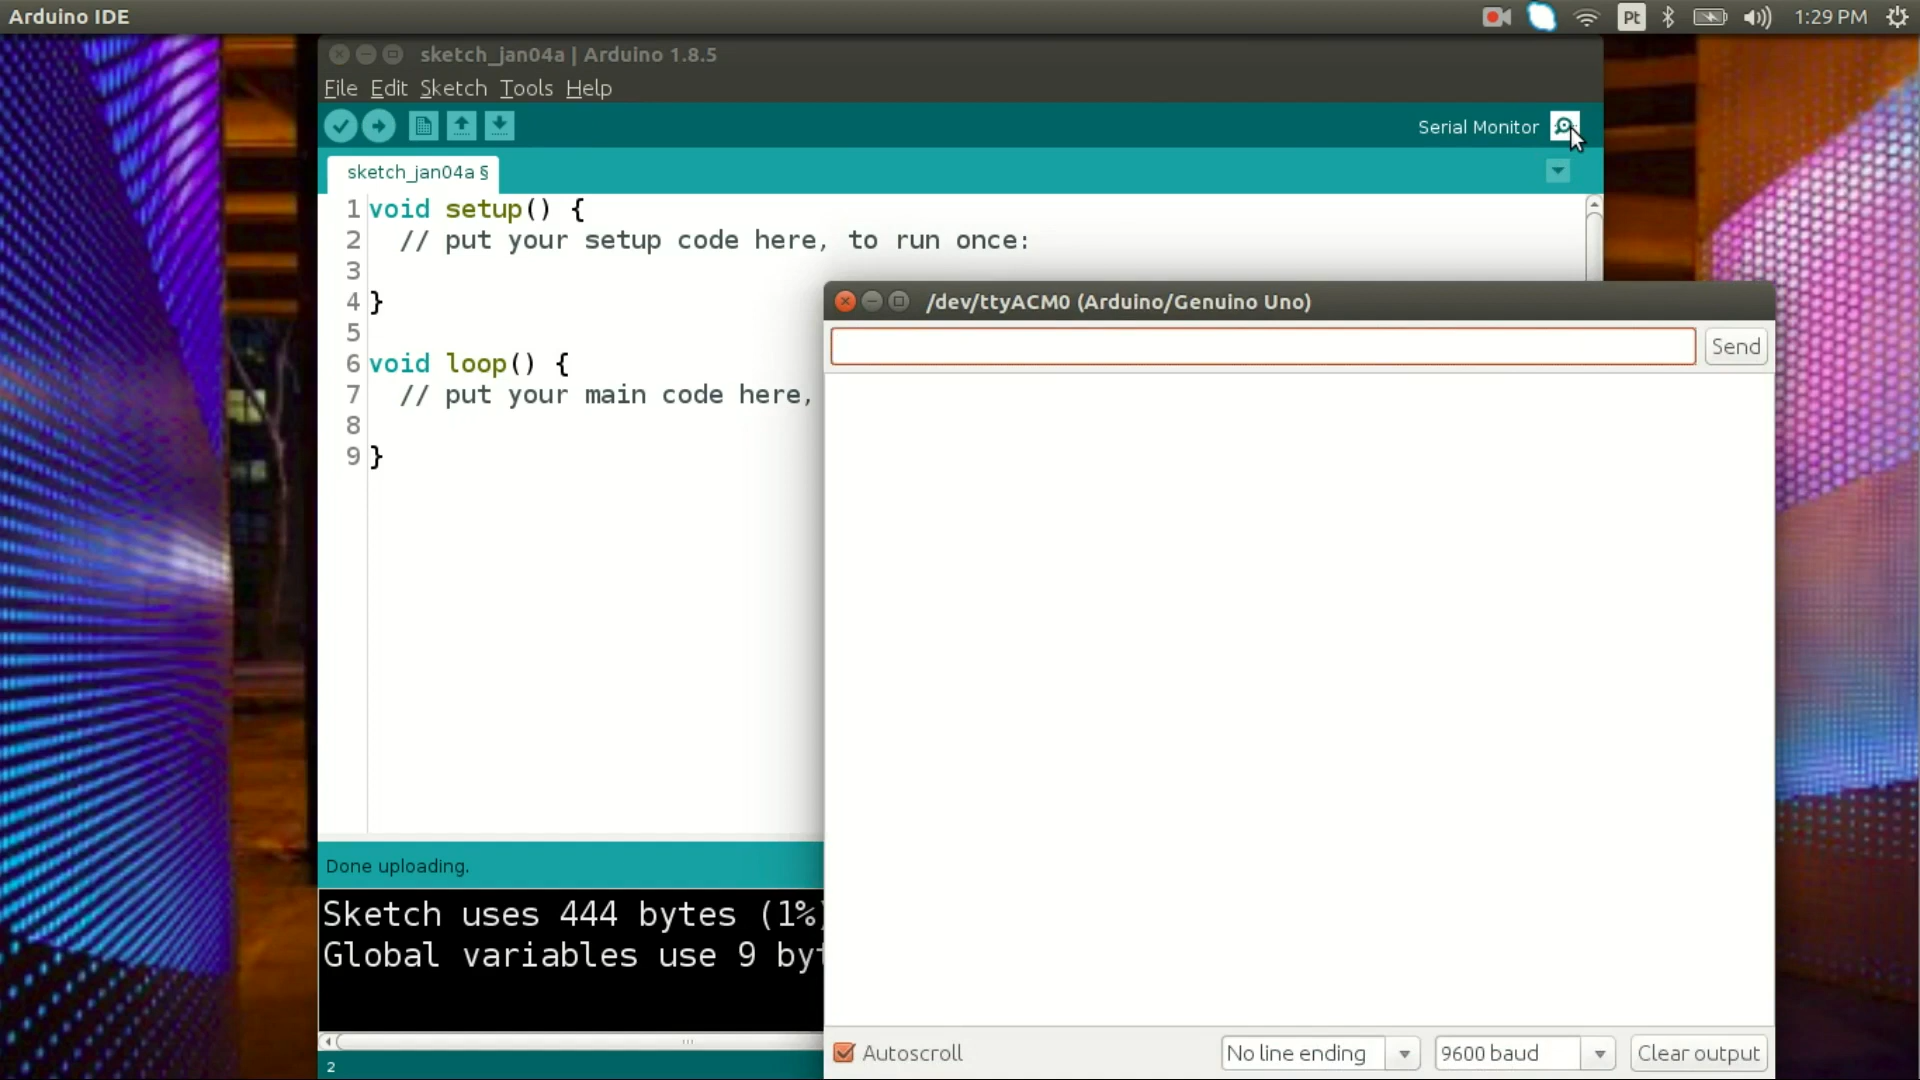 Arduino IDE
Pt
1:29 PM
sketch_jan04a | Arduino 1.8.5
File Edit Sketch Tools Help
Serial Monitor
sketch_jan04a §
1 void setup() {
2 // put your setup code here, to run once:
3
4 }
5
6 void loop() {
7 // put your main code here,
8
9 }
/dev/ttyACM0 (Arduino/Genuino Uno)
Send
Done uploading.
Sketch uses 444 bytes (1%)
Global variables use 9 byt
2
Autoscroll
No line ending
9600 baud
Clear output